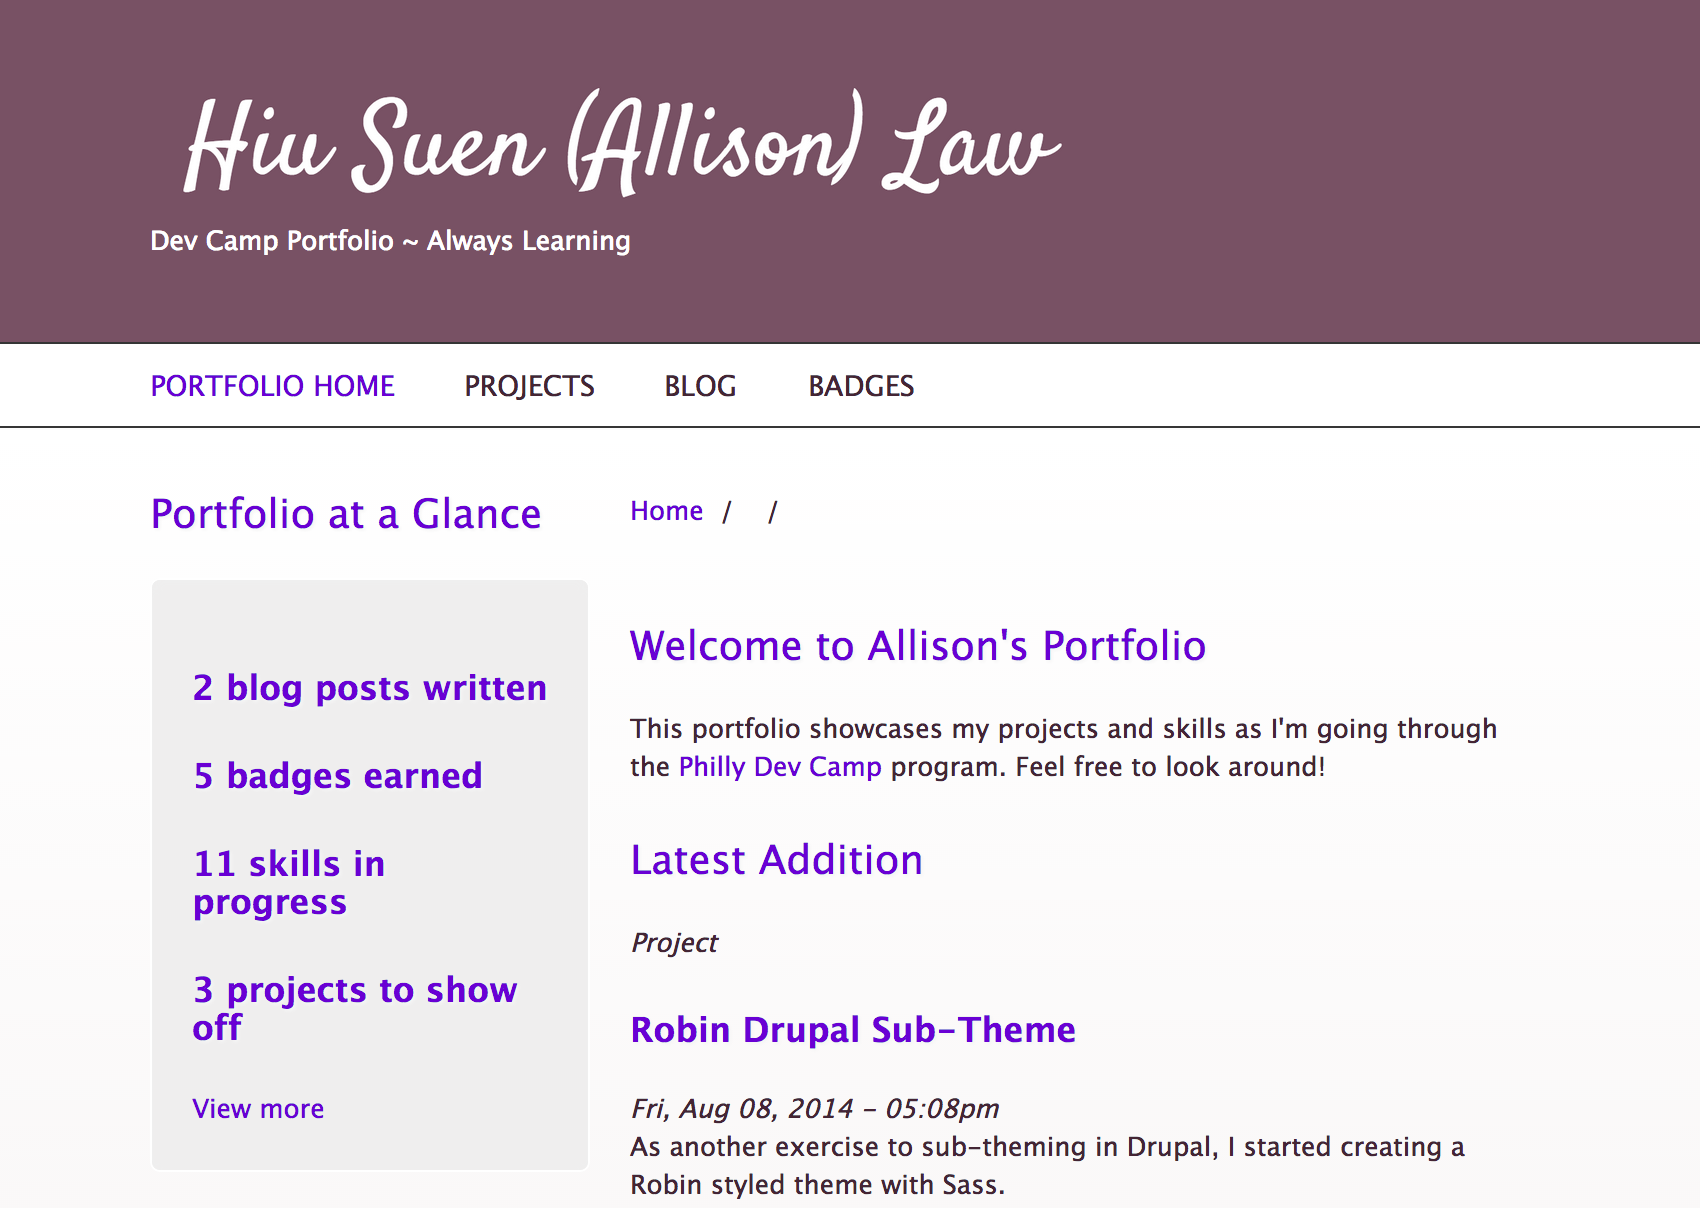 Hiu Suen (Allison) Law
Dev Camp Portfolio ~ Always Learning
PORTFOLIO HOME PROJECTS BLOG BADGES
Portfolio at a Glance
2 blog posts written
5 badges earned
11 skills in
progress
3 projects to show
off
View more
Home / /
Welcome to Allison's Portfolio
This portfolio showcases my projects and skills as I'm going through
the Philly Dev Camp program. Feel free to look around!
Latest Addition
Project
Robin Drupal Sub-Theme
Fri, Aug 08, 2014 - 05:08pm
As another exercise to sub-theming in Drupal, I started creating a
Robin styled theme with Sass.